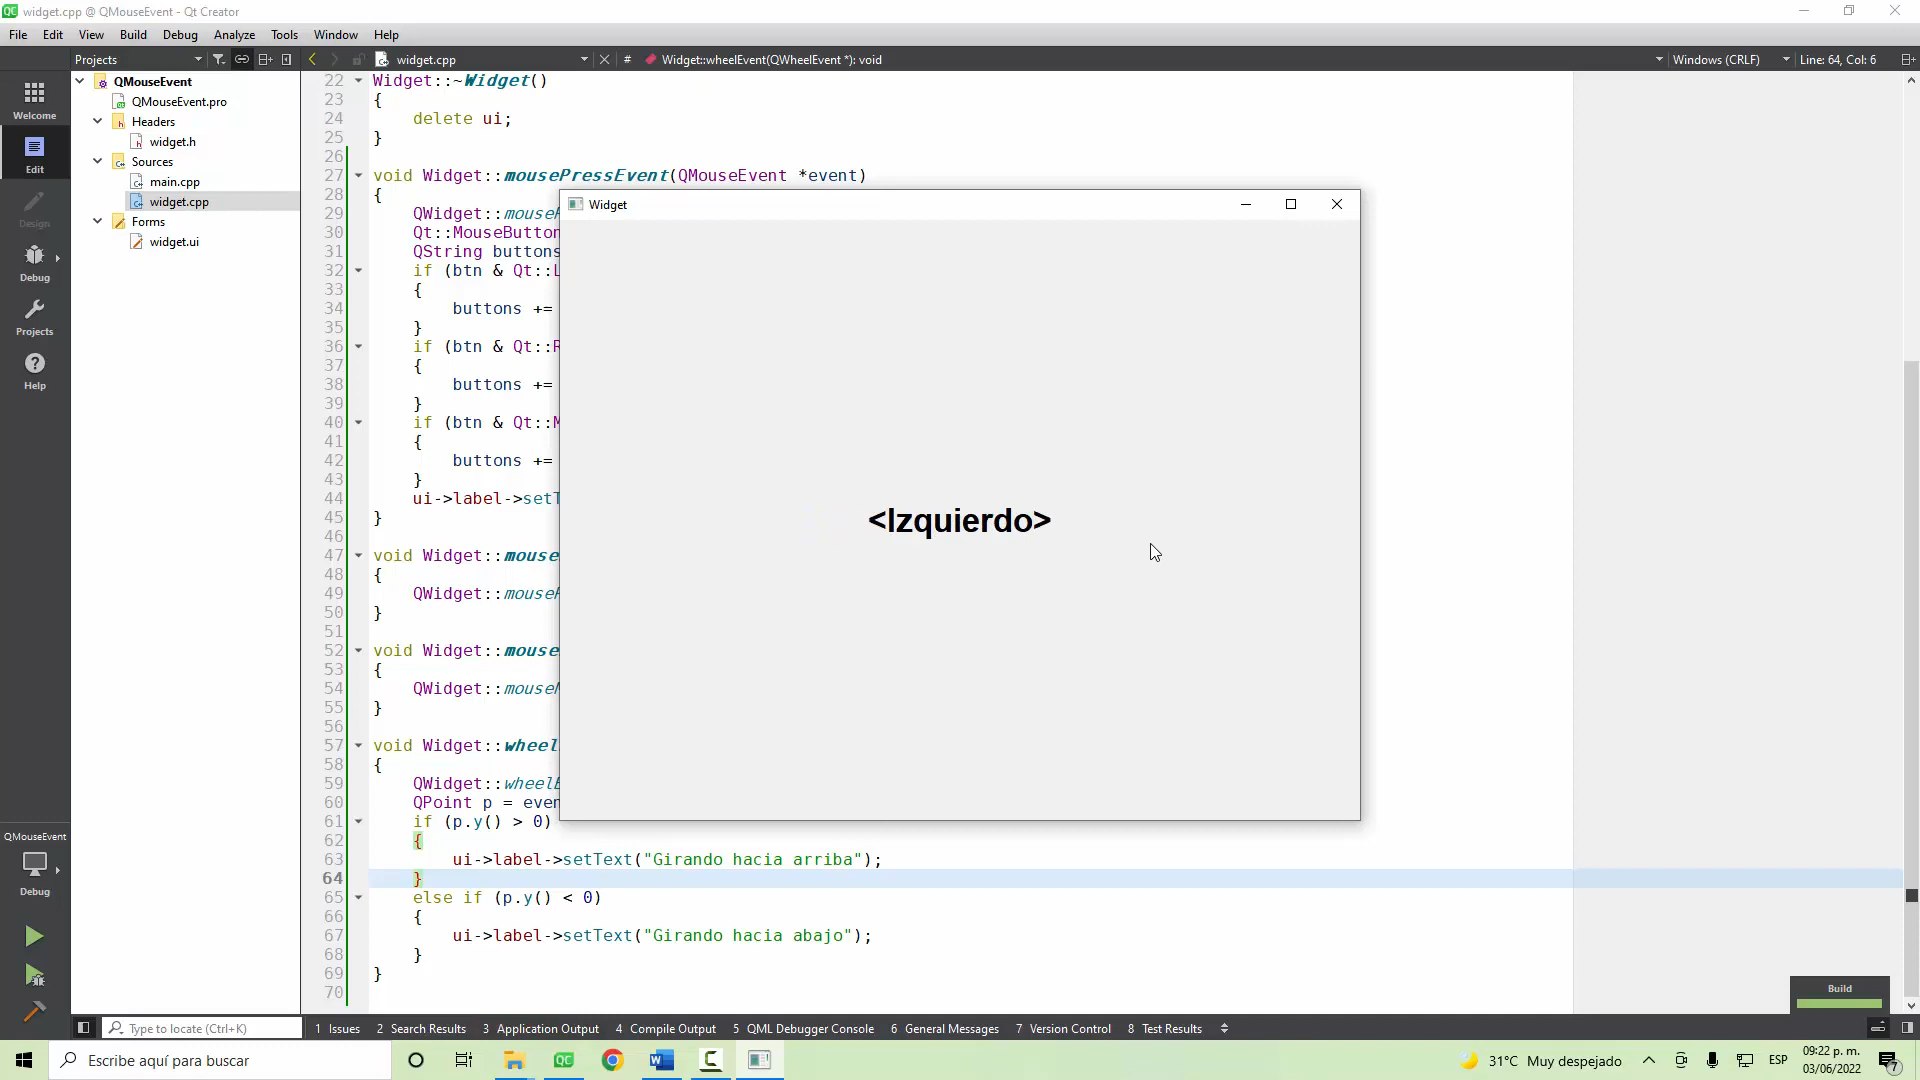 widget.cpp @ QMouseEvent - Qt Creator
File Edit View Build Debug Analyze Tools Window Help
Projects
widget.cpp
#
Widget::wheelEvent(QWheelEvent *): void
Windows (CRLF)
Line: 64, Col: 6
Welcome
Edit
Design
Debug
Projects
Help
QMouseEvent
QMouseEvent.pro
Headers
widget.h
Sources
main.cpp
widget.cpp
Forms
widget.ui
22 Widget::~Widget()
23 {
24 delete ui;
25 }
26
27 void Widget::mousePressEvent(QMouseEvent *event)
28 {
29 QWidget::mouse
30 Qt::MouseButton
31 QString buttons
32 if (btn & Qt::L
33 {
34 buttons +=
35 }
36 if (btn & Qt::R
37 {
38 buttons +=
39 }
40 if (btn & Qt::M
41 {
42 buttons +=
43 }
44 ui->label->setT
45 }
46
47 void Widget::mouse
48 {
49 QWidget::mouseR
50 }
51
52 void Widget::mouse
53 {
54 QWidget::mouseM
55 }
56
57 void Widget::wheel
58 {
59 QWidget::wheelE
60 QPoint p = even
61 if (p.y() > 0)
62 {
63 ui->label->setText("Girando hacia arriba");
64 }
65 else if (p.y() < 0)
66 {
67 ui->label->setText("Girando hacia abajo");
68 }
69 }
70
Widget
<Izquierdo>
QMouseEvent
Debug
Build
Type to locate (Ctrl+K)
1 Issues 2 Search Results 3 Application Output 4 Compile Output 5 QML Debugger Console 6 General Messages 7 Version Control 8 Test Results
Escribe aquí para buscar
31°C Muy despejado
ESP
09:22 p. m.
03/06/2022
7